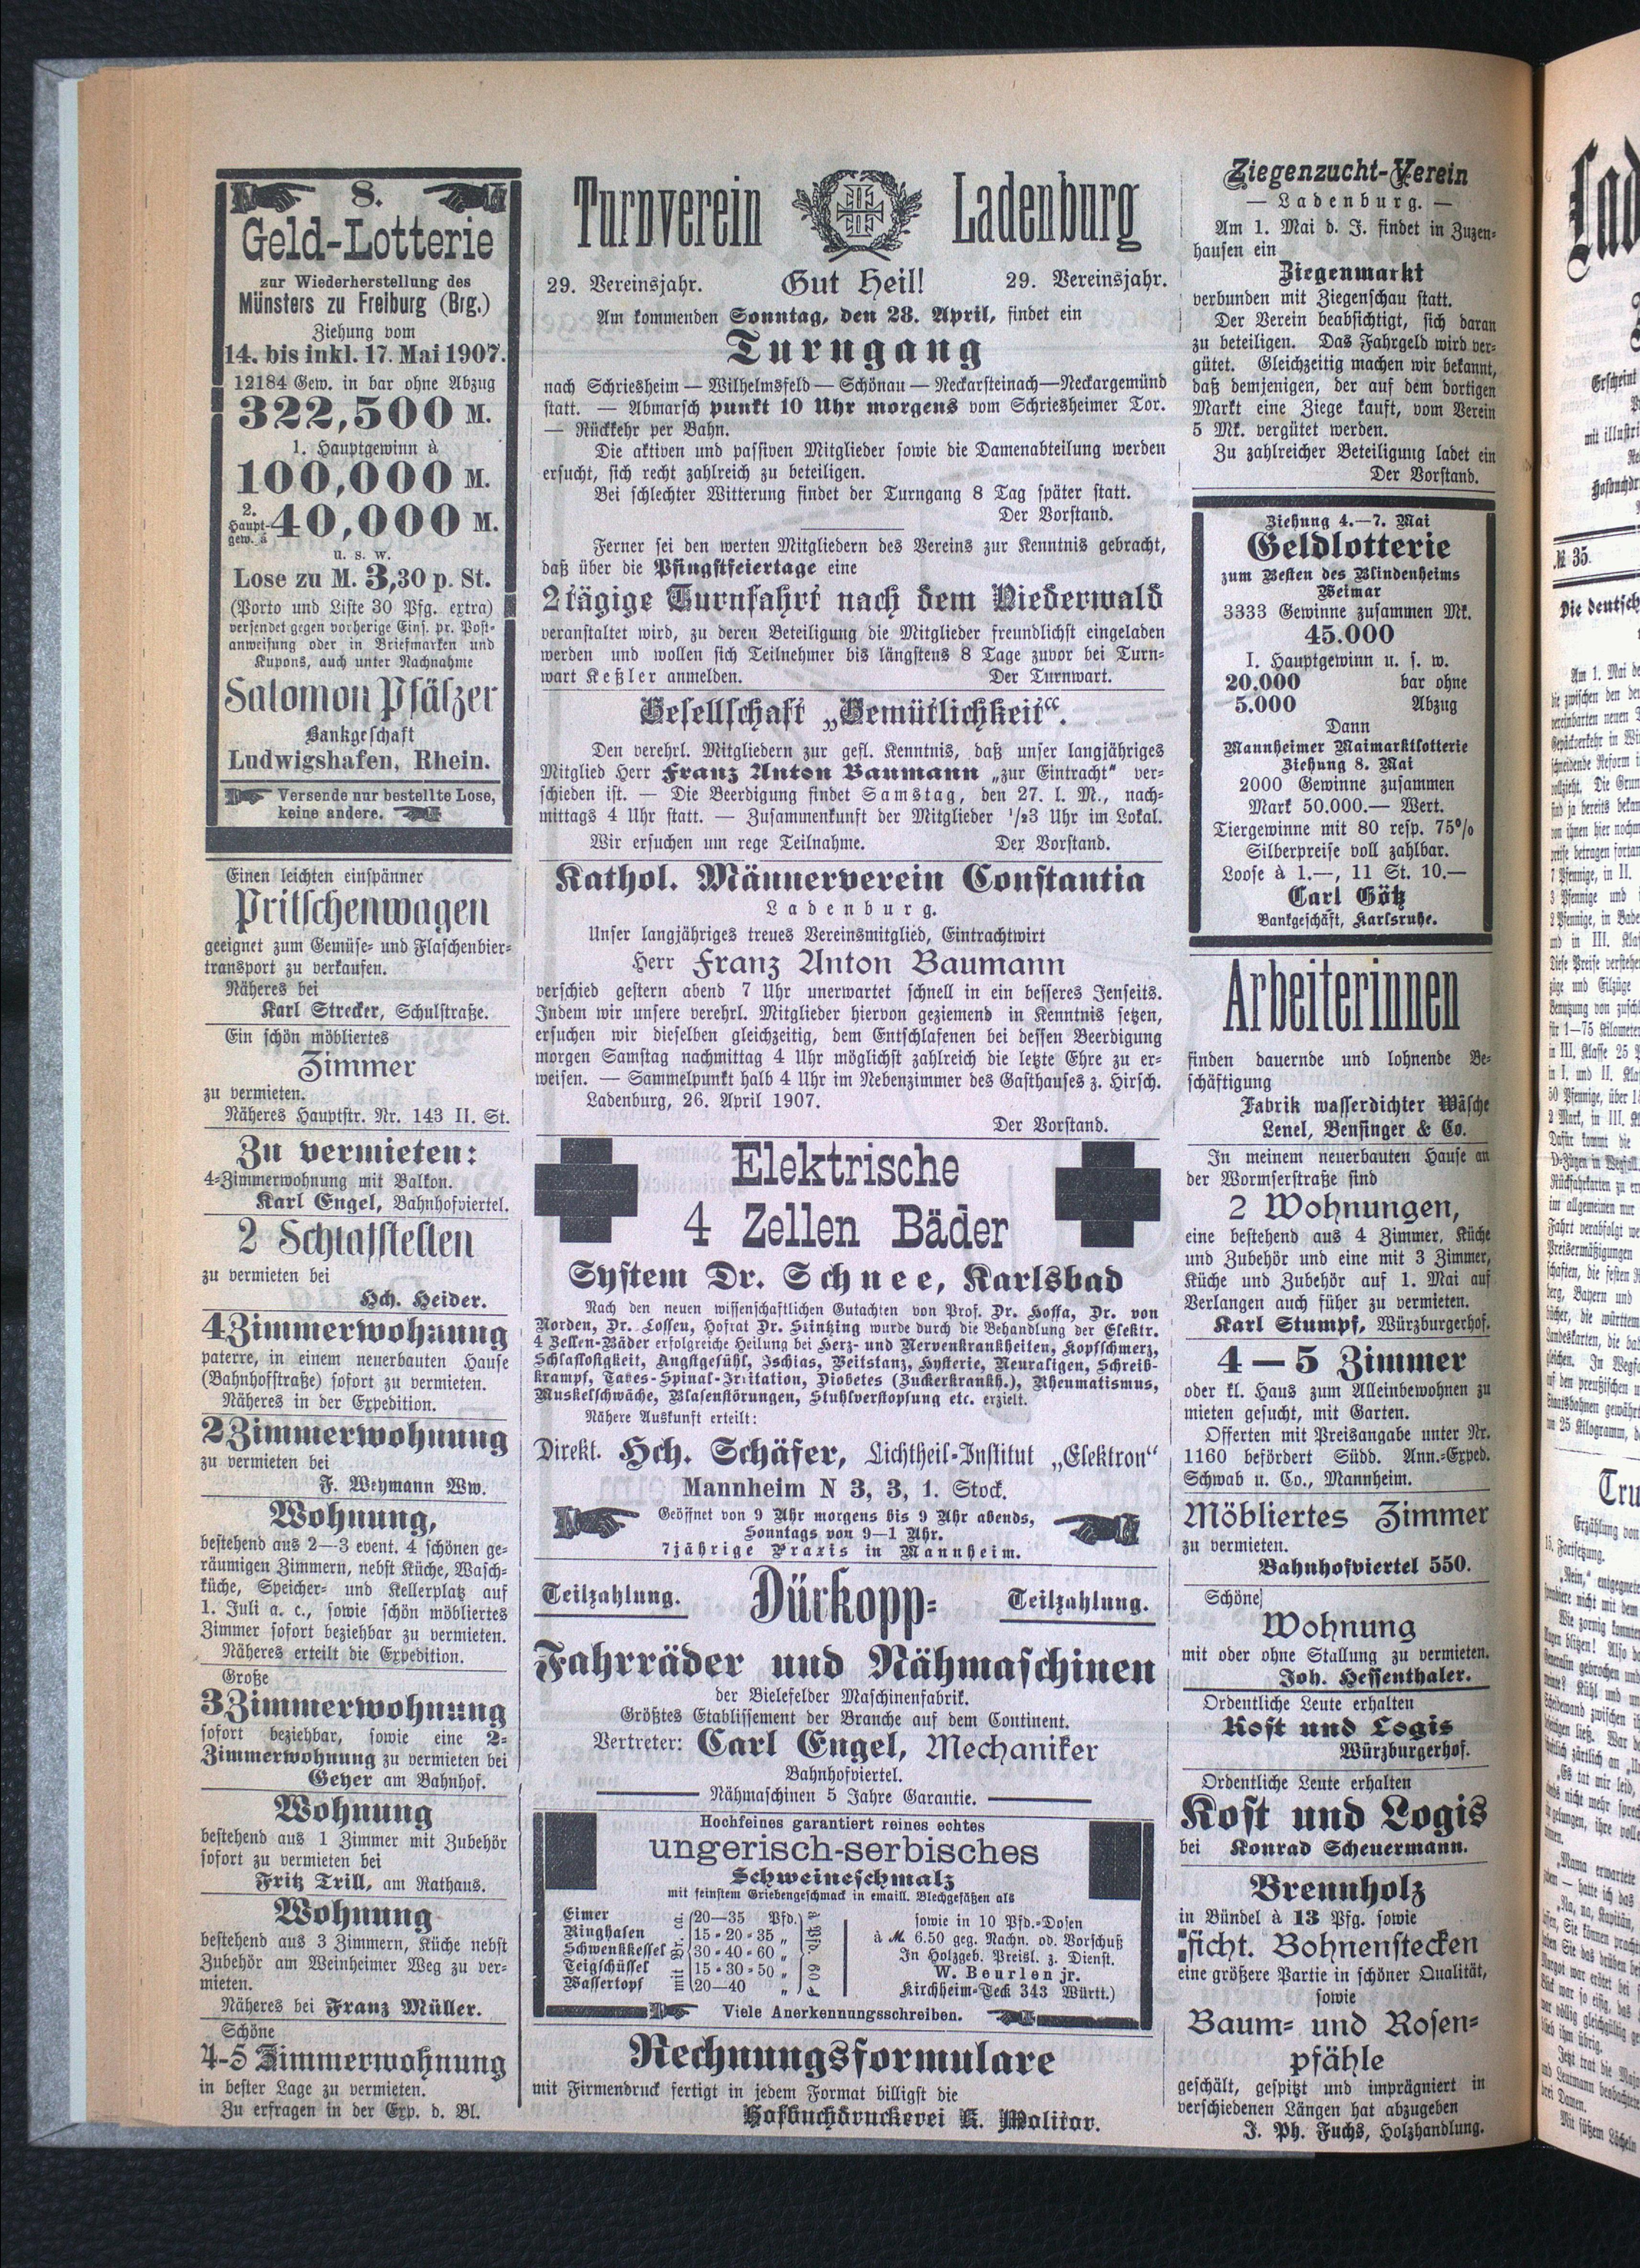 8.
Geld-Lotterie
zur Wiederherstellung des
Münsters zu Freiburg (Brg.)
Ziehung vom
14. bis inkl. 17. Mai 1907.
12184 Gew. in bar ohne Abzug
322,500 M.
1. Hauptgewinn à
100,000 M.
2. Haupt-gew. à 40,000 M.
u. s. w.
Lose zu M. 3,30 p. St.
(Porto und Liste 30 Pfg. extra)
versendet gegen vorherige Eins. pr. Post-
anweisung oder in Briefmarken und
Kupons, auch unter Nachnahme
Salomon Pfälzer
Bankgeschaft
Ludwigshafen, Rhein.
Versende nur bestellte Lose,
keine andere.
Einen leichten einspänner
Pritschenwagen
geeignet zum Gemüse- und Flaschenbier-
transport zu verkaufen.
Näheres bei
Karl Strecker, Schulstraße.
Ein schön möbliertes
Zimmer
zu vermieten.
Näheres Hauptstr. Nr. 143 II. St.
Zu vermieten:
4-Zimmerwohnung mit Balkon.
Karl Engel, Bahnhofviertel.
2 Schlafstellen
zu vermieten bei
Hch. Heider.
4 Zimmerwohnung
paterre, in einem neuerbauten Hause
(Bahnhofstraße) sofort zu vermieten.
Näheres in der Expedition.
2 Zimmerwohnung
zu vermieten bei
F. Weymann Ww.
Wohnung,
bestehend aus 2—3 event. 4 schönen ge-
räumigen Zimmern, nebst Küche, Wasch-
küche, Speicher- und Kellerplatz auf
1. Juli a. c., sowie schön möbliertes
Zimmer sofort beziehbar zu vermieten.
Näheres erteilt die Expedition.
Große
3 Zimmerwohnung
sofort beziehbar, sowie eine 2-
Zimmerwohnung zu vermieten bei
Geyer am Bahnhof.
Wohnung
bestehend aus 1 Zimmer mit Zubehör
sofort zu vermieten bei
Fritz Trill, am Rathaus.
Wohnung
bestehend aus 3 Zimmern, Küche nebst
Zubehör am Weinheimer Weg zu ver-
mieten.
Näheres bei Franz Müller.
Schöne
4-5 Zimmerwohnung
in bester Lage zu vermieten.
Zu erfragen in der Exp. d. Bl.
Turnverein Ladenburg
29. Vereinsjahr. Gut Heil! 29. Vereinsjahr.
Am kommenden Sonntag, den 28. April, findet ein
Turngang
nach Schriesheim — Wilhelmsfeld — Schönau — Neckarsteinach—Neckargemünd
statt. — Abmarsch punkt 10 Uhr morgens vom Schriesheimer Tor.
— Rückkehr per Bahn.
Die aktiven und passiven Mitglieder sowie die Damenabteilung werden
ersucht, sich recht zahlreich zu beteiligen.
Bei schlechter Witterung findet der Turngang 8 Tag später statt.
Der Vorstand.
Ferner sei den werten Mitgliedern des Vereins zur Kenntnis gebracht,
daß über die Pfingstfeiertage eine
2tägige Turnfahrt nach dem Niederwald
veranstaltet wird, zu deren Beteiligung die Mitglieder freundlichst eingeladen
werden und wollen sich Teilnehmer bis längstens 8 Tage zuvor bei Turn-
wart Keßler anmelden. Der Turnwart.
Gesellschaft „Gemütlichkeit“.
Den verehrl. Mitgliedern zur gefl. Kenntnis, daß unser langjähriges
Mitglied Herr Franz Anton Baumann „zur Eintracht“ ver-
schieden ist. — Die Beerdigung findet Samstag, den 27. l. M., nach-
mittags 4 Uhr statt. — Zusammenkunft der Mitglieder 1/23 Uhr im Lokal.
Wir ersuchen um rege Teilnahme. Der Vorstand.
Kathol. Männerverein Constantia
Ladenburg.
Unser langjähriges treues Vereinsmitglied, Eintrachtwirt
Herr Franz Anton Baumann
verschied gestern abend 7 Uhr unerwartet schnell in ein besseres Jenseits.
Indem wir unsere verehrl. Mitglieder hiervon geziemend in Kenntnis setzen,
ersuchen wir dieselben gleichzeitig, dem Entschlafenen bei dessen Beerdigung
morgen Samstag nachmittag 4 Uhr möglichst zahlreich die letzte Ehre zu er-
weisen. — Sammelpunkt halb 4 Uhr im Nebenzimmer des Gasthauses z. Hirsch.
Ladenburg, 26. April 1907.
Der Vorstand.
Elektrische
4 Zellen Bäder
System Dr. Schnee, Karlsbad
Nach den neuen wissenschaftlichen Gutachten von Prof. Dr. Hoffa, Dr. von
Norden, Dr. Lossen, Hofrat Dr. Stintzing wurde durch die Behandlung der Elektr.
4 Zellen-Bäder erfolgreiche Heilung bei Herz- und Nervenkrankheiten, Kopfschmerz,
Schlaflosigkeit, Angstgefühl, Ischias, Veitstanz, Hysterie, Neuraligen, Schreib-
krampf, Tabes-Spinal-Irritation, Diobetes (Zuckerkrankh.), Rheumatismus,
Muskelschwäche, Blasenstörungen, Stuhlverstopfung etc. erzielt.
Nähere Auskunft erteilt:
Direkt. Hch. Schäfer, Lichtheil-Institut „Elektron“
Mannheim N 3, 3, 1. Stock.
Geöffnet von 9 Uhr morgens bis 9 Uhr abends,
Sonntags von 9—1 Uhr.
7jährige Praxis in Mannheim.
Teilzahlung. Dürkopp- Teilzahlung.
Fahrräder und Nähmaschinen
der Bielefelder Maschinenfabrik.
Größtes Etablissement der Branche auf dem Continent.
Vertreter: Carl Engel, Mechaniker
Bahnhofviertel.
Nähmaschinen 5 Jahre Garantie.
Hochfeines garantiert reines echtes
ungerisch-serbisches
Schweineschmalz
mit feinstem Griebengeschmack in emaill. Blechgefäßen als
Eimer 20—35 Pfd.
Ringhafen 15 - 20 - 35 „
Schwenkkessel 30 - 40 - 60 „
Teigschüssel 15 - 30 - 50 „
Wassertopf 20—40 „
mit Br. ca.
sowie in 10 Pfd.-Dosen
à M. 6.50 geg. Nachn. od. Vorschuß
In Holzgeb. Preisl. z. Dienst.
W. Beurlen jr.
Kirchheim-Teck 343 Württ.)
Viele Anerkennungsschreiben.
Rechnungsformulare
mit Firmendruck fertigt in jedem Format billigst die
Hofbuchdruckerei K. Molitor.
Ziegenzucht-Verein
— Ladenburg. —
Am 1. Mai d. J. findet in Zuzen-
hausen ein
Ziegenmarkt
verbunden mit Ziegenschau statt.
Der Verein beabsichtigt, sich daran
zu beteiligen. Das Fahrgeld wird ver-
gütet. Gleichzeitig machen wir bekannt,
daß demjenigen, der auf dem dortigen
Markt eine Ziege kauft, vom Verein
5 Mk. vergütet werden.
Zu zahlreicher Beteiligung ladet ein
Der Vorstand.
Ziehung 4.—7. Mai
Geldlotterie
zum Besten des Blindenheims
Weimar
3333 Gewinne zusammen Mk.
45.000
I. Hauptgewinn u. s. w.
20.000 bar ohne
5.000 Abzug
Dann
Mannheimer Maimarktlotterie
Ziehung 8. Mai
2000 Gewinne zusammen
Mark 50.000.— Wert.
Tiergewinne mit 80 resp. 75%
Silberpreise voll zahlbar.
Loose à 1.—, 11 St. 10.—
Carl Götz
Bankgeschäft, Karlsruhe.
Arbeiterinnen
finden dauernde und lohnende Be-
schäftigung
Fabrik wasserdichter Wäsche
Lenel, Bensinger & Co.
In meinem neuerbauten Hause an
der Wormserstraße sind
2 Wohnungen,
eine bestehend aus 4 Zimmer, Küche
und Zubehör und eine mit 3 Zimmer,
Küche und Zubehör auf 1. Mai auf
Verlangen auch füher zu vermieten.
Karl Stumpf, Würzburgerhof.
4 — 5 Zimmer
oder kl. Haus zum Alleinbewohnen zu
mieten gesucht, mit Garten.
Offerten mit Preisangabe unter Nr.
1160 befördert Südd. Ann.-Exped.
Schwab u. Co., Mannheim.
Möbliertes Zimmer
zu vermieten.
Bahnhofviertel 550.
Schöne
Wohnung
mit oder ohne Stallung zu vermieten.
Joh. Hessenthaler.
Ordentliche Leute erhalten
Kost und Logis
Würzburgerhof.
Ordentliche Leute erhalten
Kost und Logis
bei Konrad Scheuermann.
Brennholz
in Bündel à 13 Pfg. sowie
ficht. Bohnenstecken
eine größere Partie in schöner Qualität,
sowie
Baum- und Rosen-
pfähle
geschält, gespitzt und imprägniert in
verschiedenen Längen hat abzugeben
J. Ph. Fuchs, Holzhandlung.
Lad
Erscheint
mit illustri
№ 35.
Die deutsch
Am 1. Mai